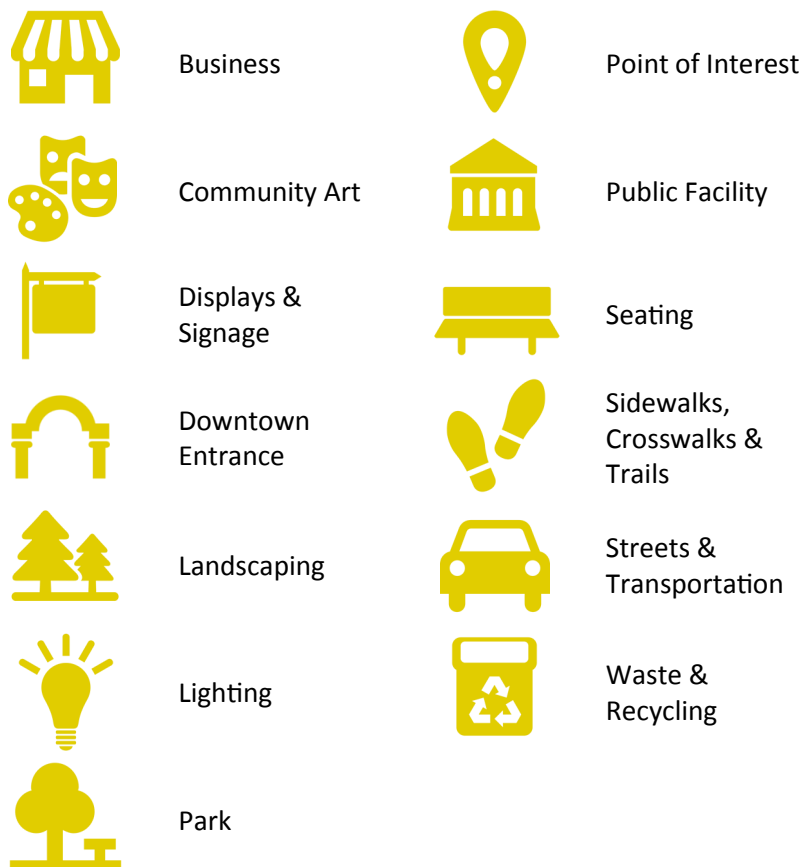 Business
Community Art
Displays &
Signage
Downtown
Entrance
Landscaping
Lighting
Park
Point of Interest
Public Facility
Seating
Sidewalks,
Crosswalks &
Trails
Streets &
Transportation
Waste &
Recycling